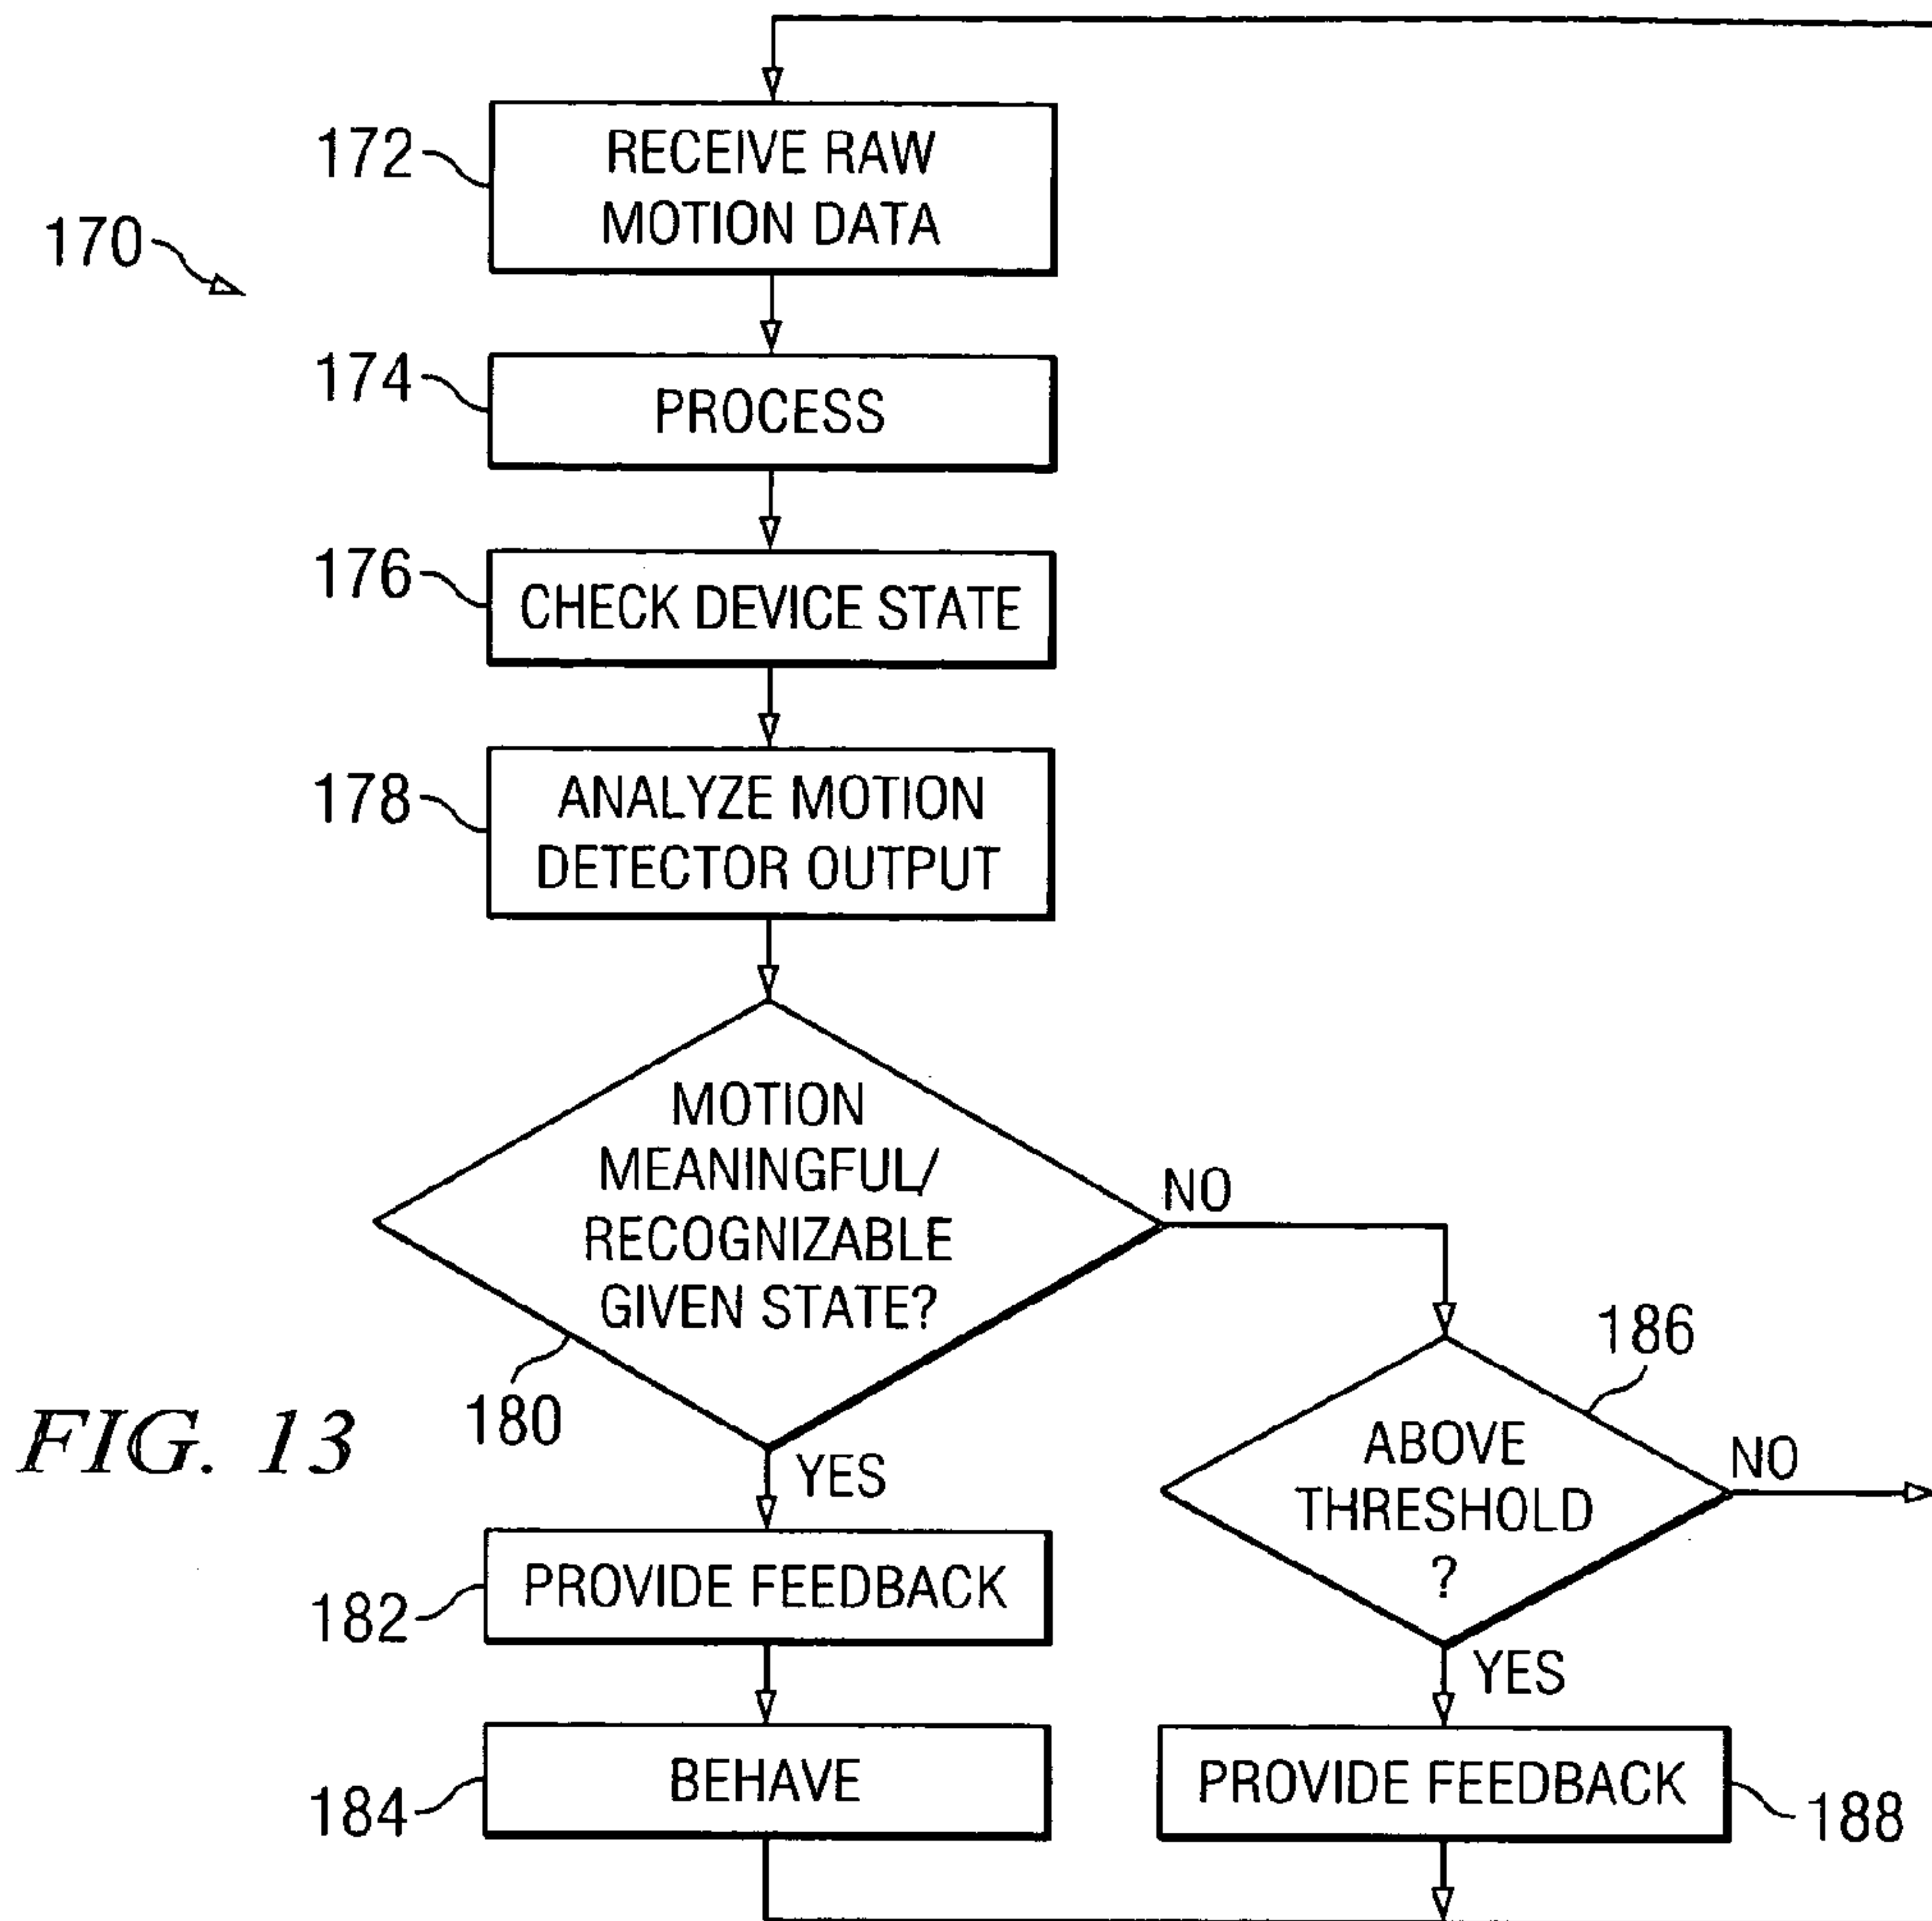 172
RECEIVE RAW
MOTION DATA
170
174
PROCESS
176
CHECK DEVICE STATE
178
ANALYZE MOTION
DETECTOR OUTPUT
MOTION
MEANINGFUL/
RECOGNIZABLE
GIVEN STATE?
NO
180
YES
186
ABOVE
THRESHOLD
?
NO
YES
FIG. 13
182
PROVIDE FEEDBACK
184
BEHAVE
PROVIDE FEEDBACK
188